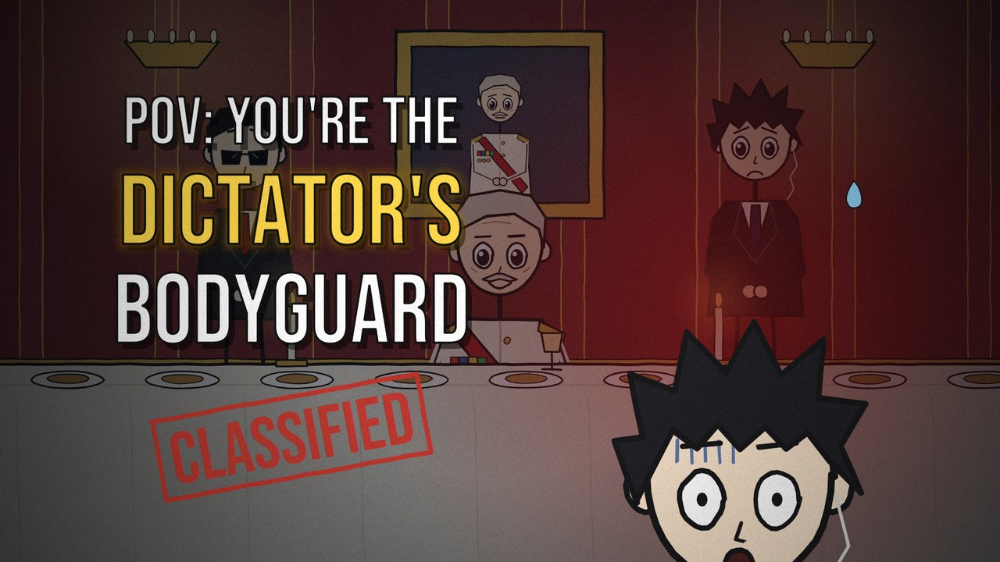 POV: YOU'RE THE
DICTATOR'S
BODYGUARD
CLASSIFIED